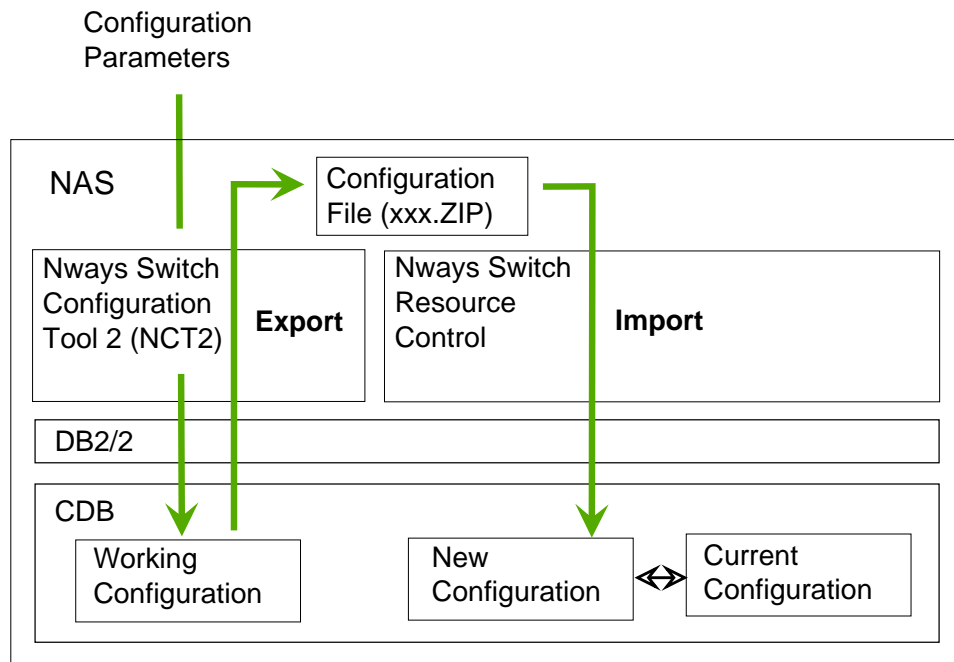 Configuration
Parameters
NAS
Configuration
File (xxx.ZIP)
Nways Switch
Configuration
Tool 2 (NCT2)
Export
Nways Switch
Resource
Control
Import
DB2/2
CDB
Working
Configuration
New
Configuration
Current
Configuration